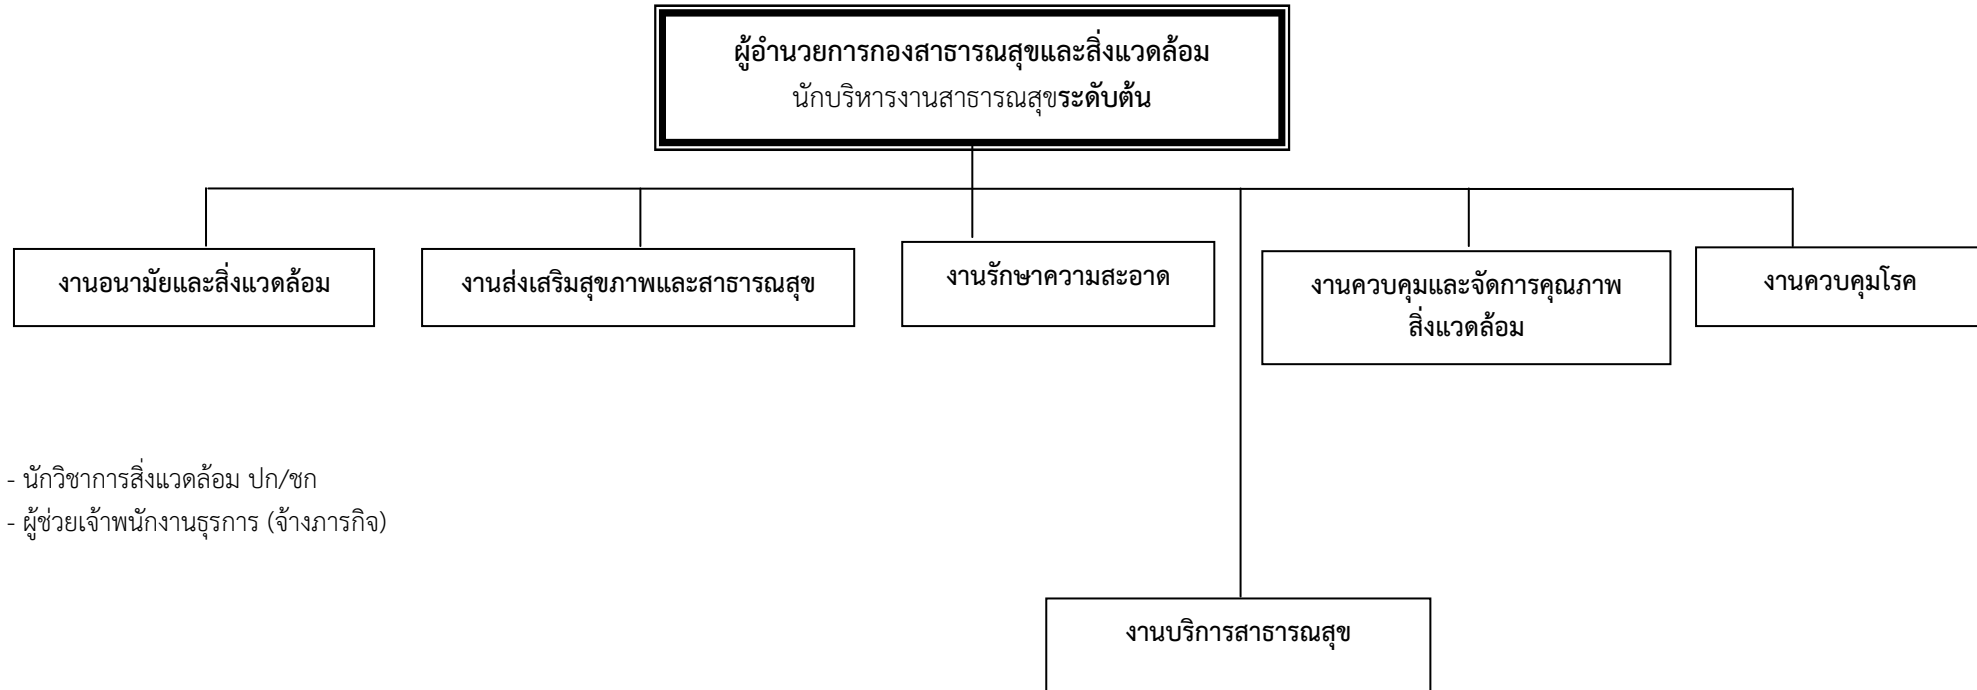 ผู้อำนวยการกองสาธารณสุขและสิ่งแวดล้อม
นักบริหารงานสาธารณสุขระดับต้น
งานอนามัยและสิ่งแวดล้อม
งานส่งเสริมสุขภาพและสาธารณสุข
งานรักษาความสะอาด
งานควบคุมและจัดการคุณภาพ
สิ่งแวดล้อม
งานควบคุมโรค
- นักวิชาการสิ่งแวดล้อม ปก/ชก
- ผู้ช่วยเจ้าพนักงานธุรการ (จ้างภารกิจ)
งานบริการสาธารณสุข